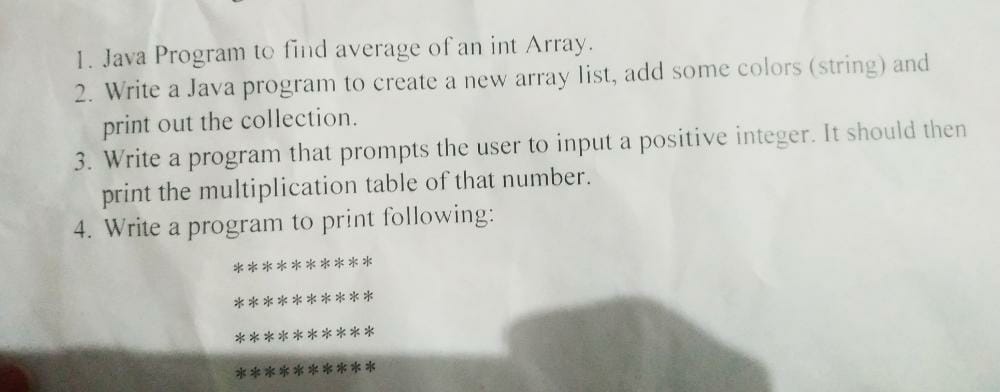 1. Java Program to find average of an int Array.
2. Write a Java program to create a new array list, add some colors (string) and
print out the collection.
3. Write a program that prompts the user to input a positive integer. It should then
print the multiplication table of that number.
4. Write a program to print following:
**********
**********
**********
**********